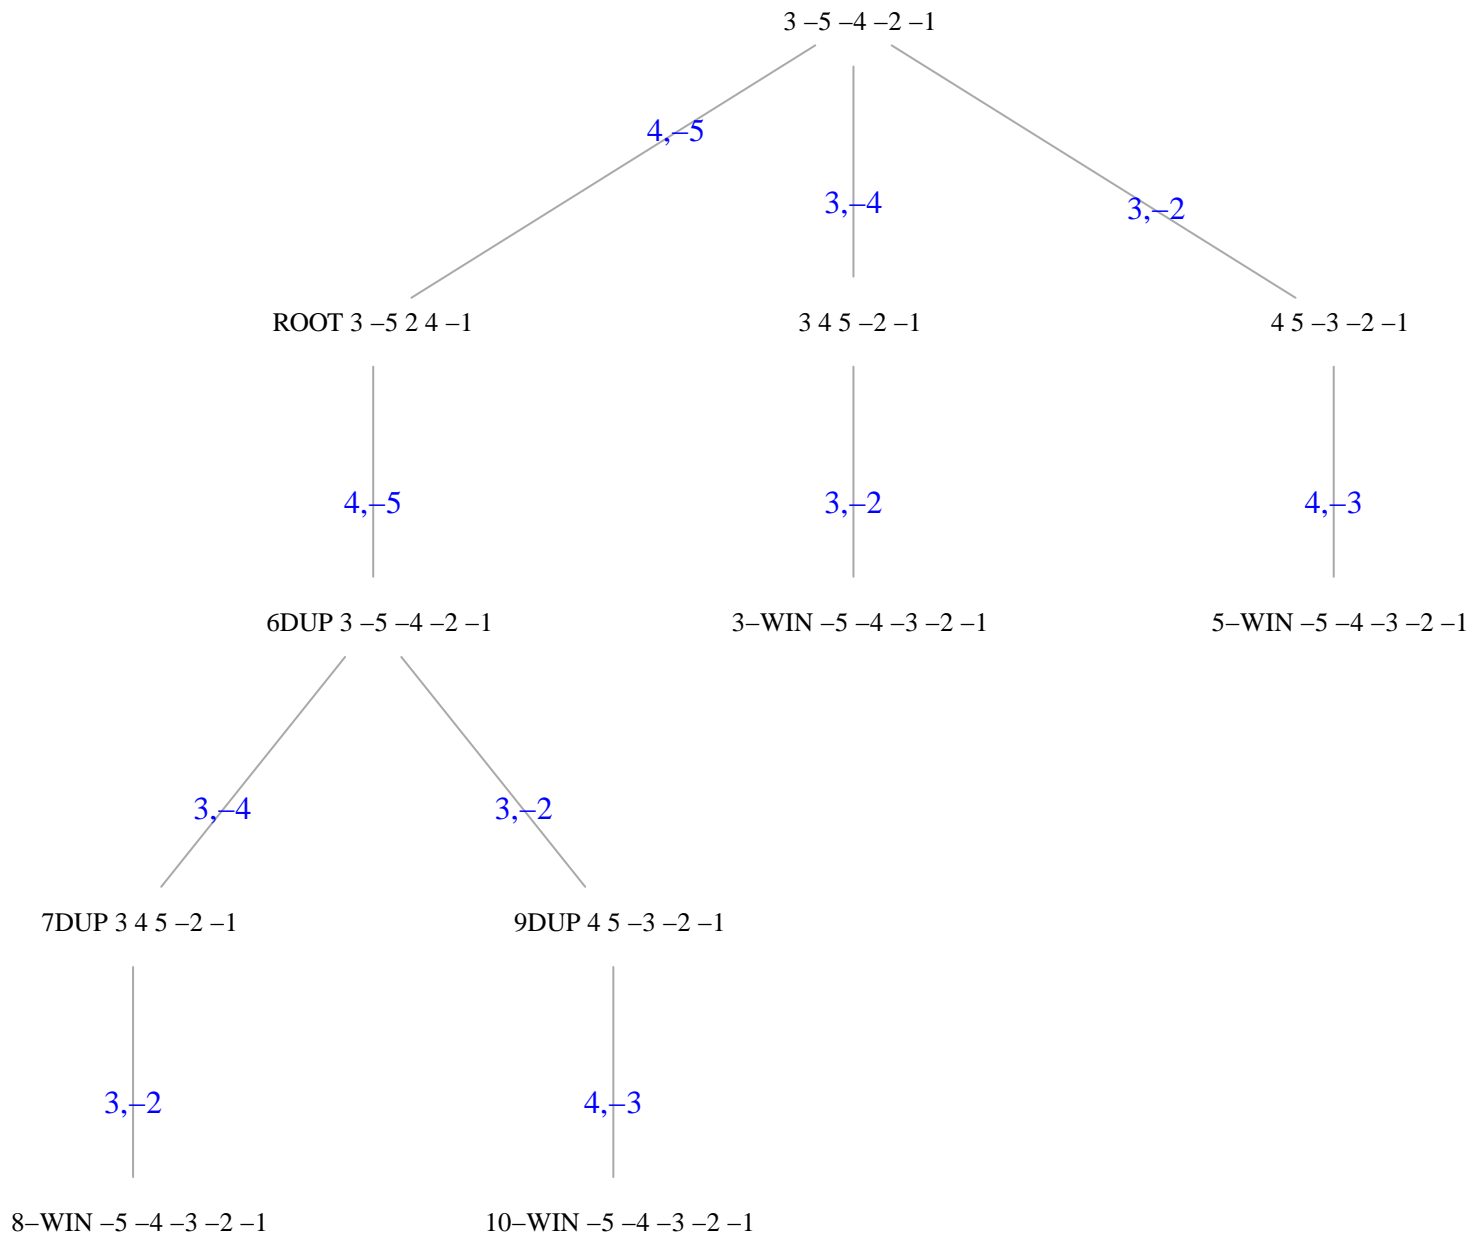 3 –5 –4 –2 –1
4,–5
3,–4
3,–2
ROOT 3 –5 2 4 –1
3 4 5 –2 –1
4 5 –3 –2 –1
4,–5
3,–2
4,–3
6DUP 3 –5 –4 –2 –1
3–WIN –5 –4 –3 –2 –1
5–WIN –5 –4 –3 –2 –1
3,–4
3,–2
7DUP 3 4 5 –2 –1
9DUP 4 5 –3 –2 –1
3,–2
4,–3
8–WIN –5 –4 –3 –2 –1
10–WIN –5 –4 –3 –2 –1